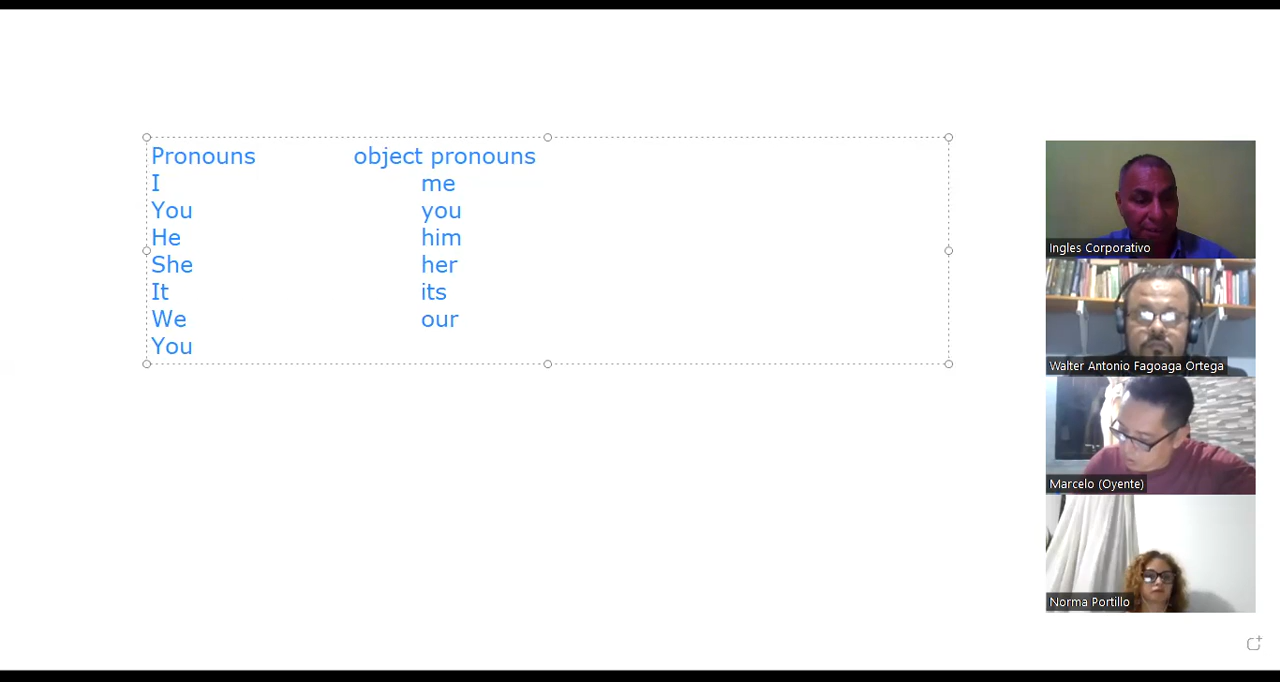 Pronouns object pronouns
I me
You you
He him
She her
It its
We our
You
Ingles Corporativo
Walter Antonio Fagoaga Ortega
Marcelo (Oyente)
Norma Portillo